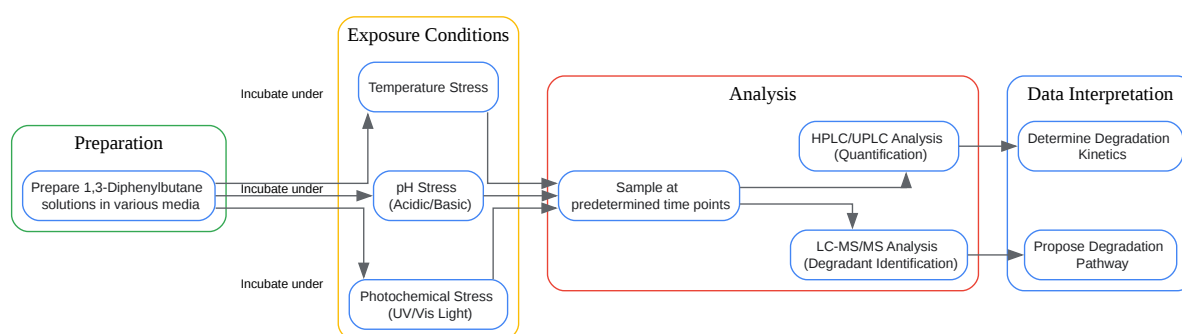 Preparation
Prepare 1,3-Diphenylbutane
solutions in various media
Incubate under
Incubate under
Incubate under
Exposure Conditions
Temperature Stress
pH Stress
(Acidic/Basic)
Photochemical Stress
(UV/Vis Light)
Analysis
Sample at
predetermined time points
HPLC/UPLC Analysis
(Quantification)
LC-MS/MS Analysis
(Degradant Identification)
Data Interpretation
Determine Degradation
Kinetics
Propose Degradation
Pathway